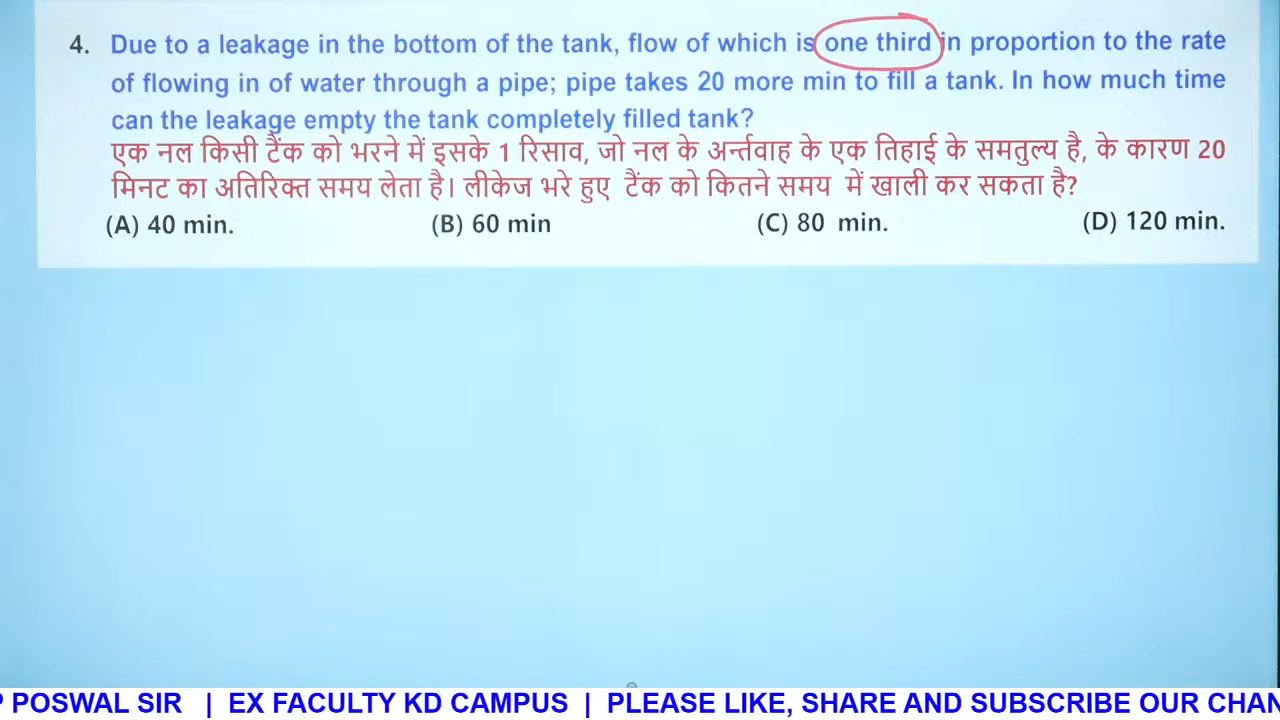 4. Due to a leakage in the bottom of the tank, flow of which is one third in proportion to the rate
of flowing in of water through a pipe; pipe takes 20 more min to fill a tank. In how much time
can the leakage empty the tank completely filled tank?
एक नल किसी टैंक को भरने में इसके 1 रिसाव, जो नल के अर्न्तवाह के एक तिहाई के समतुल्य है, के कारण 20
मिनट का अतिरिक्त समय लेता है। लीकेज भरे हुए टैंक को कितने समय में खाली कर सकता है?
(A) 40 min. (B) 60 min (C) 80 min. (D) 120 min.
P POSWAL SIR | EX FACULTY KD CAMPUS | PLEASE LIKE, SHARE AND SUBSCRIBE OUR CHAN